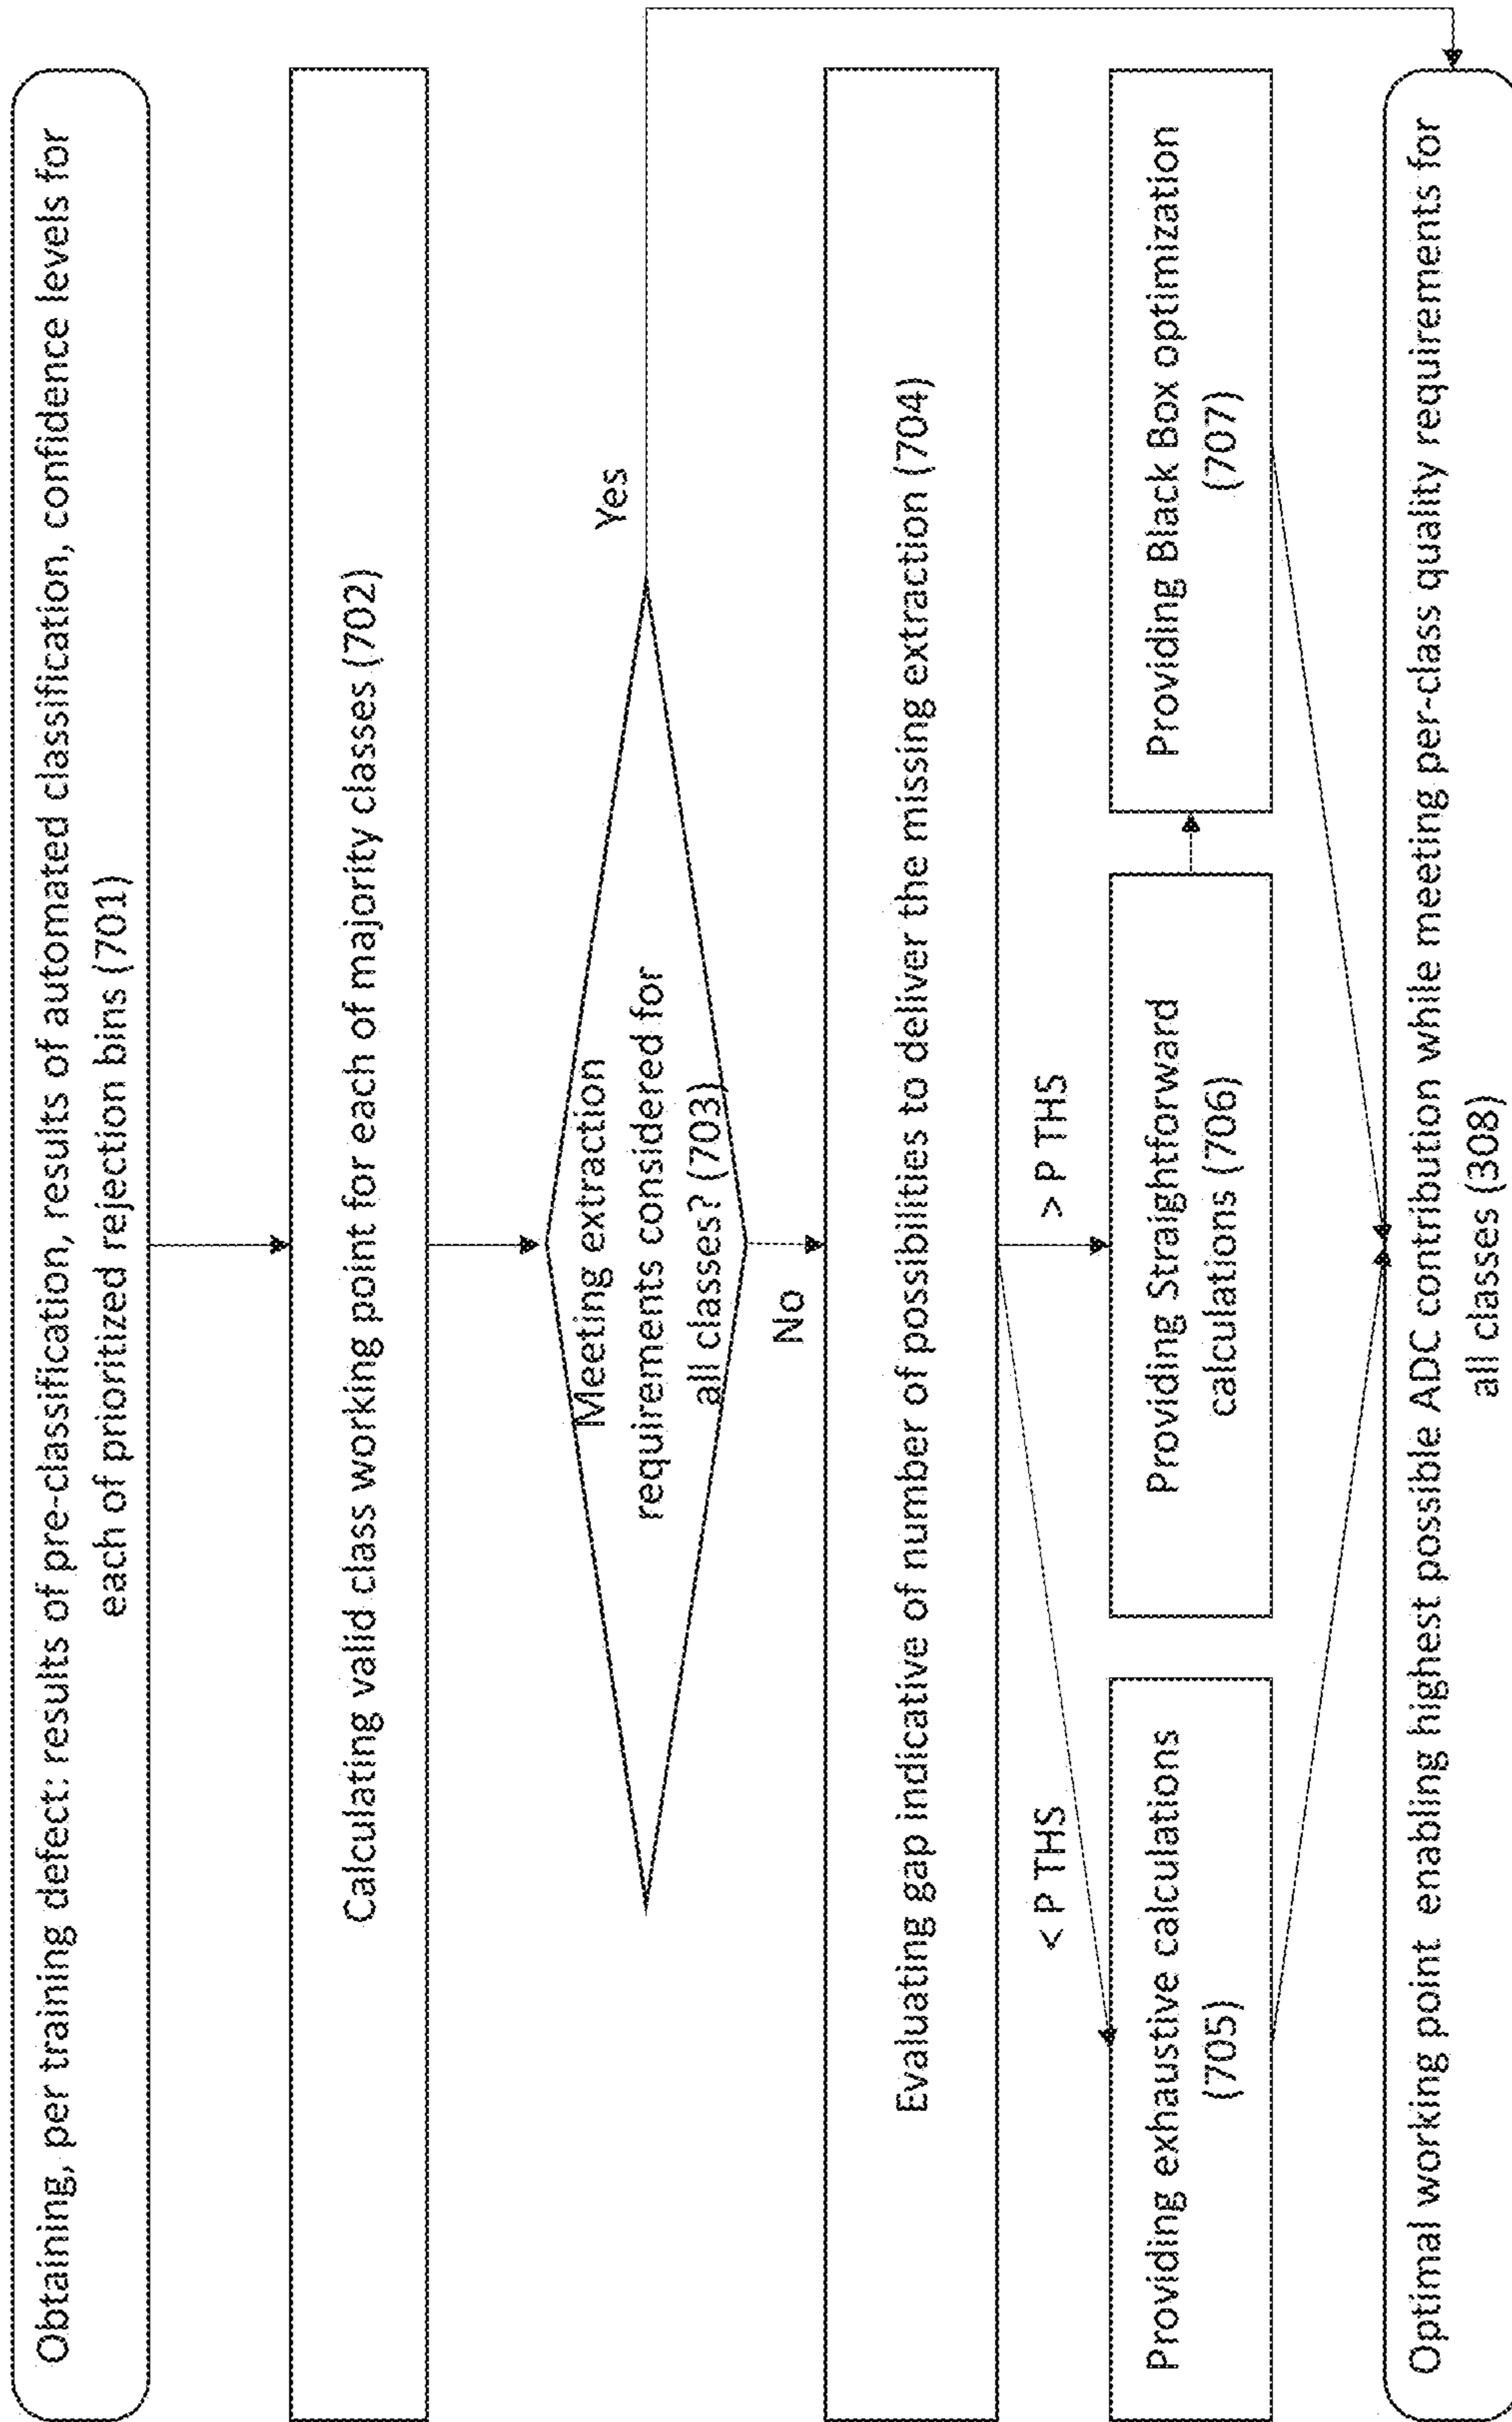 Obtaining, per training defect: results of pre-classification, results of automated classification, confidence levels for
each of prioritized rejection bins (701)
Calculating valid class working point for each of majority classes (702)
Meeting extraction
requirements considered for
all classes? (703)
Yes
No
Evaluating gap indicative of number of possibilities to deliver the missing extraction (704)
< P THS
> P THS
Providing exhaustive calculations
(705)
Providing Straightforward
calculations (706)
Providing Black Box optimization
(707)
Optimal working point enabling highest possible ADC contribution while meeting per-class quality requirements for
all classes (308)